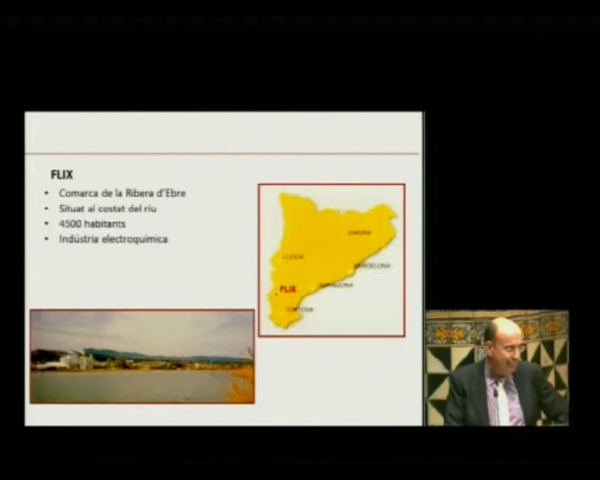 FLIX
• Comarca de la Ribera d'Ebre
• Situat al costat del riu
• 4500 habitants
• Indústria electroquímica
GIRONA
LLEIDA
BARCELONA
TARRAGONA
FLIX
TORTOSA